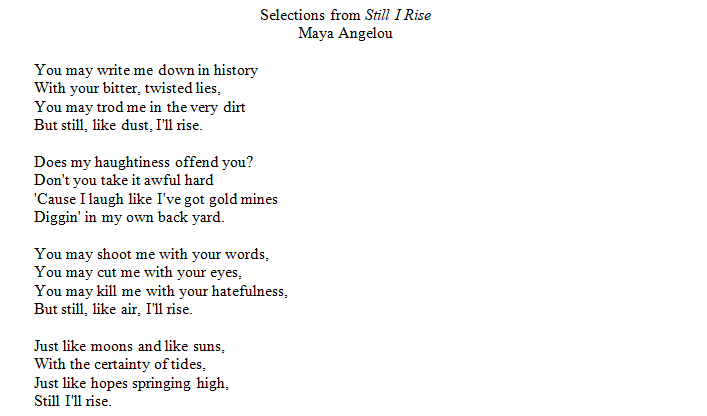 Selections from Still I Rise
Maya Angelou
You may write me down in history
With your bitter, twisted lies,
You may trod me in the very dirt
But still, like dust, I'll rise.
Does my haughtiness offend you?
Don't you take it awful hard
'Cause I laugh like I've got gold mines
Diggin' in my own back yard.
You may shoot me with your words,
You may cut me with your eyes,
You may kill me with your hatefulness,
But still, like air, I'll rise.
Just like moons and like suns,
With the certainty of tides,
Just like hopes springing high,
Still I'll rise.